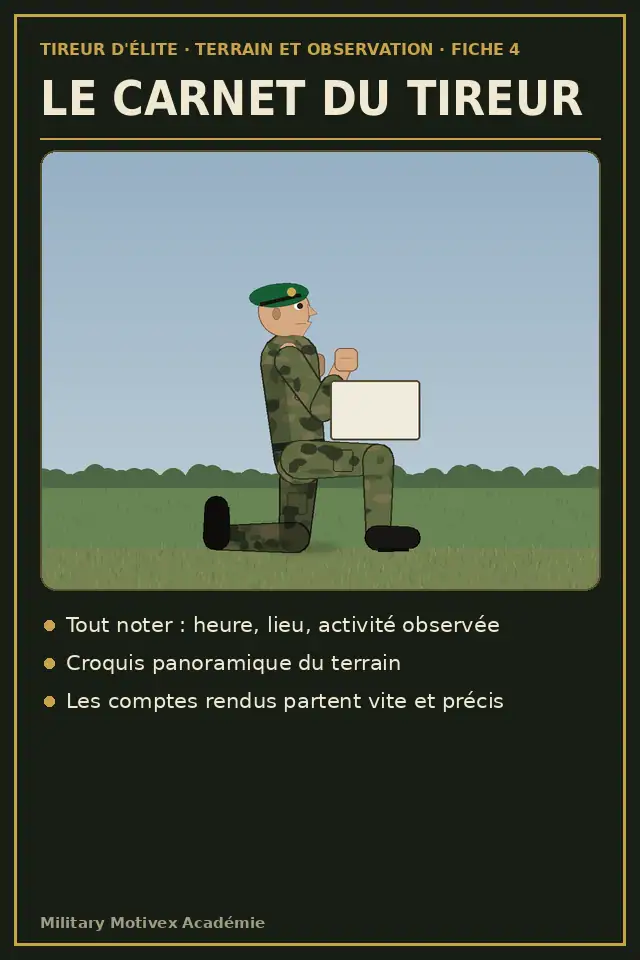 TIREUR D'ÉLITE · TERRAIN ET OBSERVATION · FICHE 4
LE CARNET DU TIREUR
Tout noter : heure, lieu, activité observée
Croquis panoramique du terrain
Les comptes rendus partent vite et précis
Military Motivex Académie